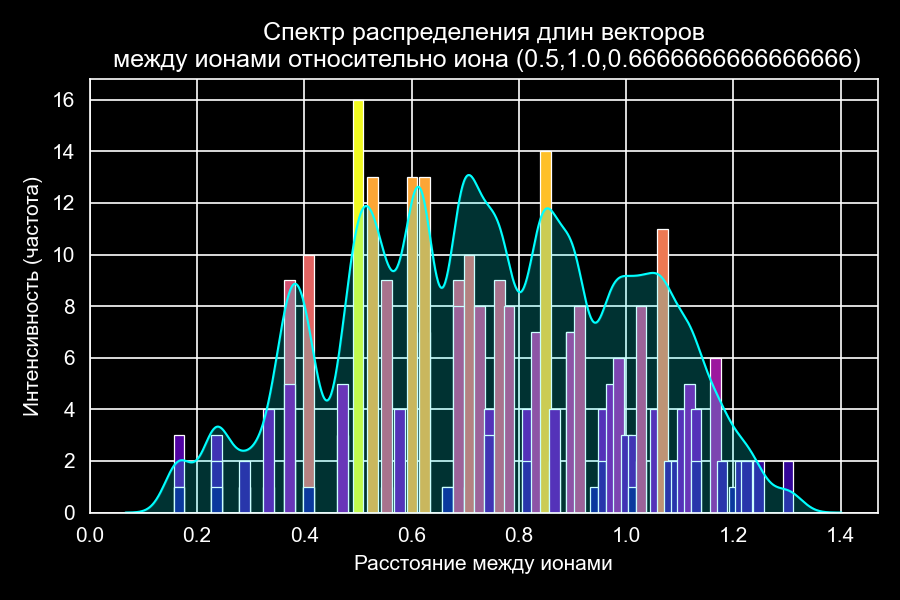 Спектр распределения длин векторов
между ионами относительно иона (0.5,1.0,0.6666666666666666)
Интенсивность (частота)
16
14
12
10
8
6
4
2
0
0.0 0.2 0.4 0.6 0.8 1.0 1.2 1.4
Расстояние между ионами